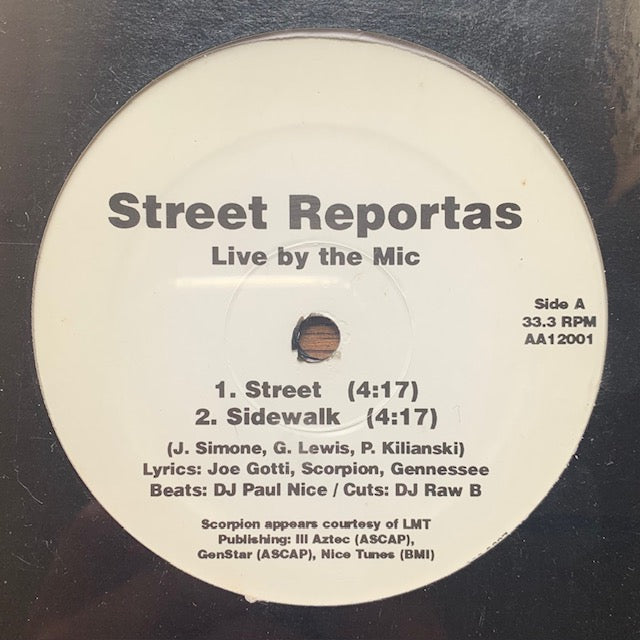 Street Reportas
Live by the Mic
Side A
33.3 RPM
AA12001
1. Street (4:17)
2. Sidewalk (4:17)
(J. Simone, G. Lewis, P. Kilianski)
Lyrics: Joe Gotti, Scorpion, Gennessee
Beats: DJ Paul Nice / Cuts: DJ Raw B
Scorpion appears courtesy of LMT
Publishing: Ill Aztec (ASCAP),
GenStar (ASCAP), Nice Tunes (BMI)